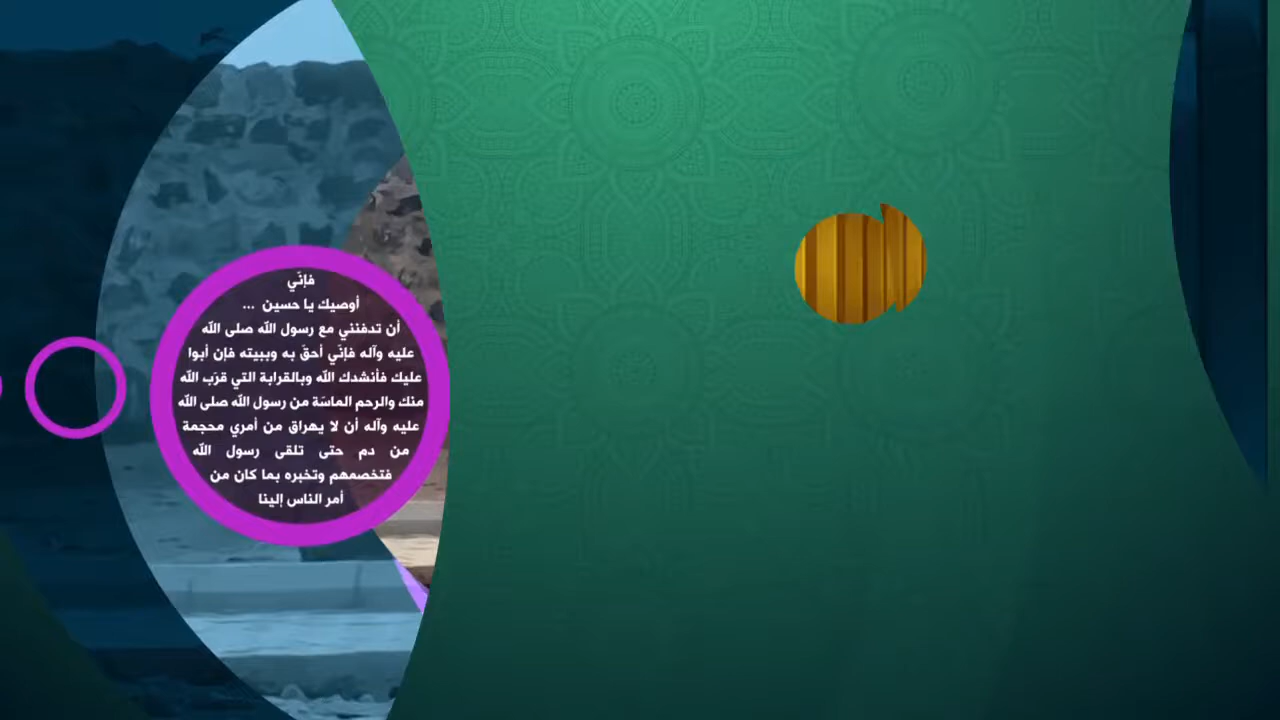 فإنّي
أوصيك يا حسين ...
أن تدفنني مع رسول الله صلى الله
عليه وآله فإنّي أحقّ به وببيته فإن أبوا
عليك فأنشدك الله وبالقرابة التي قرّب الله
منك والرحم الماسّة من رسول الله صلى الله
عليه وآله أن لا يهراق من أمري محجمة
من دم حتى تلقى رسول الله
فتخصمهم وتخبره بما كان من
أمر الناس إلينا